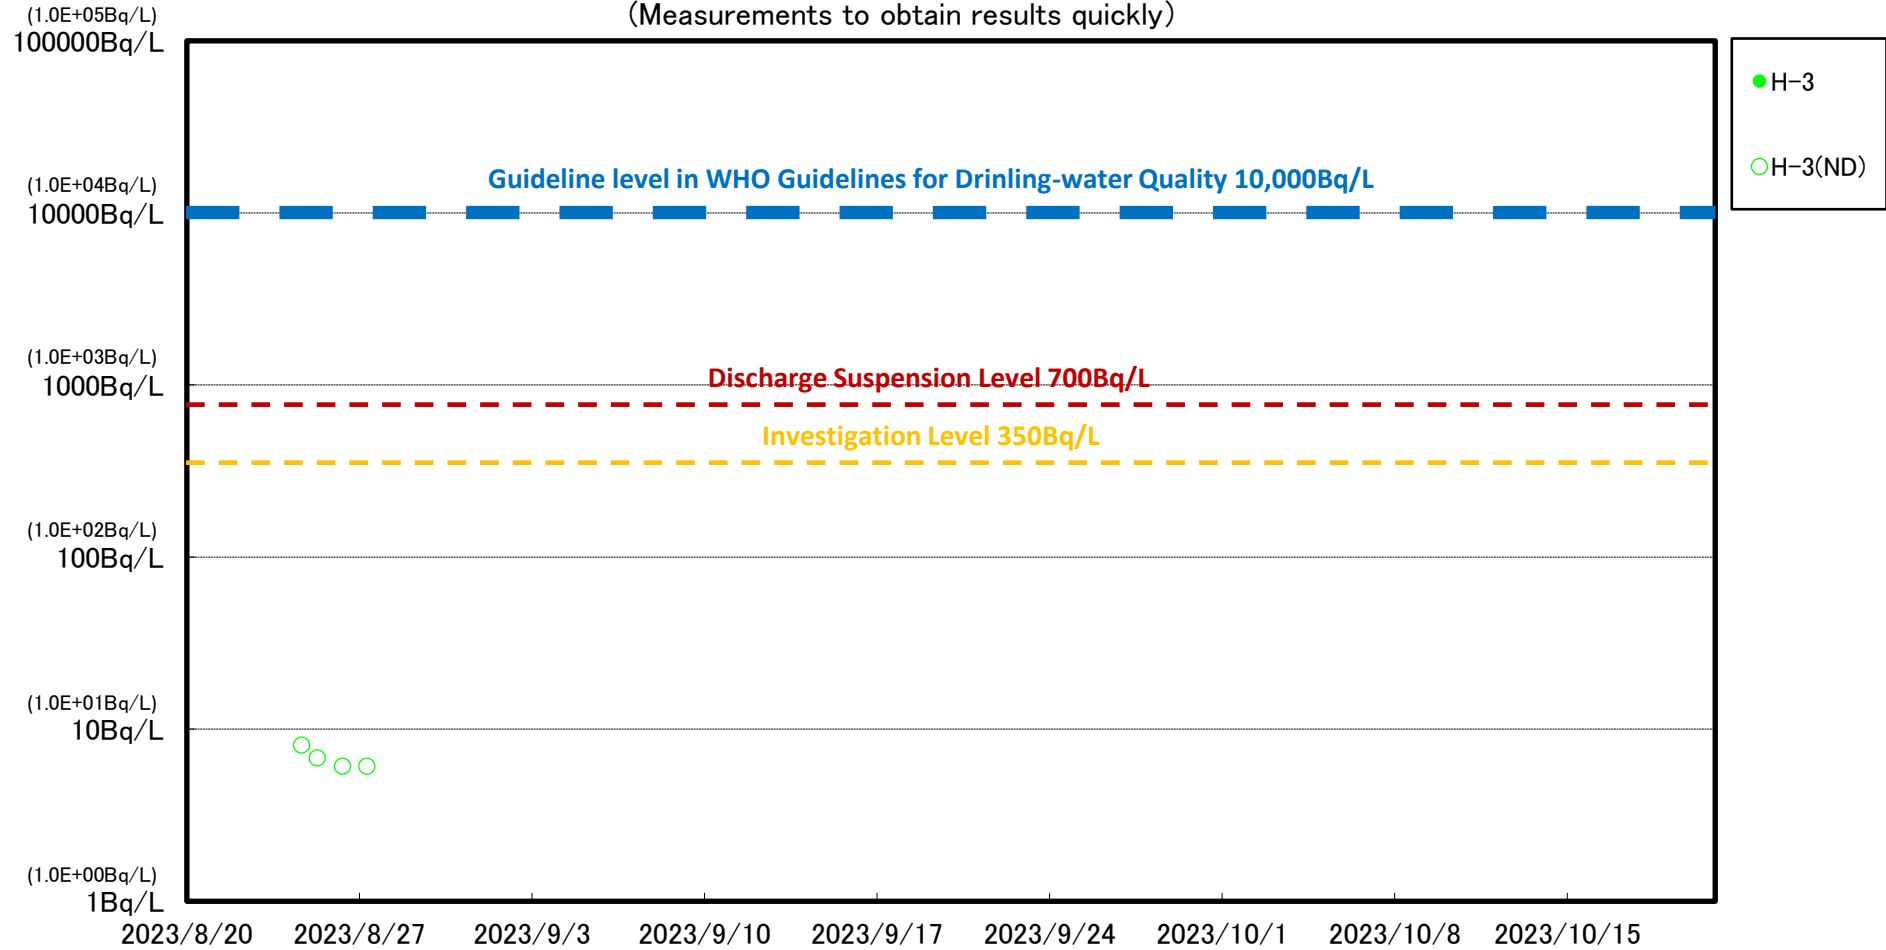 (Measurements to obtain results quickly)
(1.0E+05Bq/L)
100000Bq/L
H-3
H-3(ND)
Guideline level in WHO Guidelines for Drinling-water Quality 10,000Bq/L
(1.0E+04Bq/L)
10000Bq/L
(1.0E+03Bq/L)
1000Bq/L
Discharge Suspension Level 700Bq/L
Investigation Level 350Bq/L
(1.0E+02Bq/L)
100Bq/L
(1.0E+01Bq/L)
10Bq/L
(1.0E+00Bq/L)
1Bq/L
2023/8/20 2023/8/27 2023/9/3 2023/9/10 2023/9/17 2023/9/24 2023/10/1 2023/10/8 2023/10/15